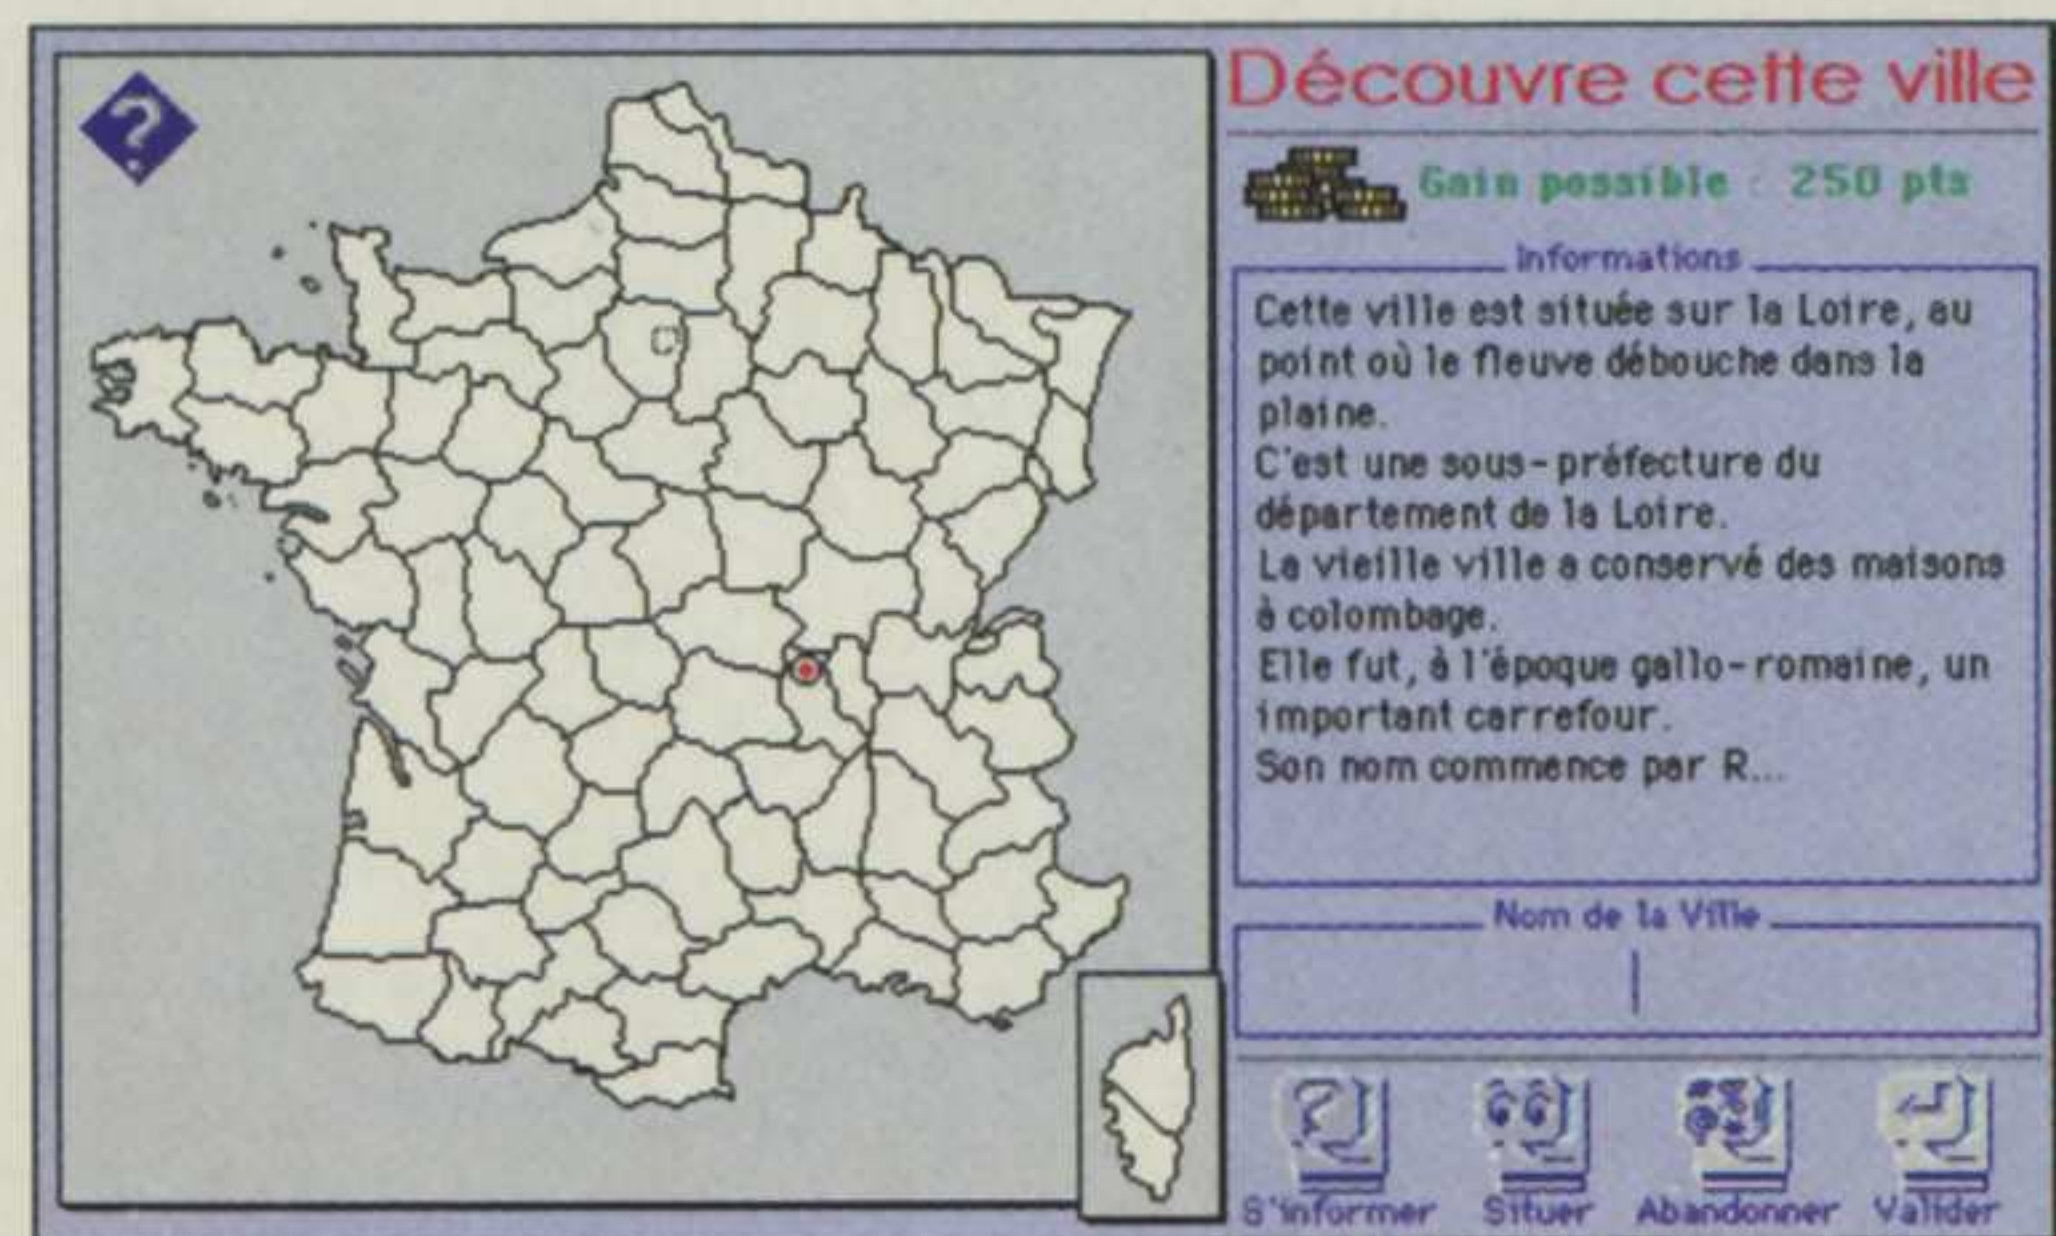 ?
Découvre cette ville
Gain possible : 250 pts
Informations
Cette ville est située sur la Loire, au
point où le fleuve débouche dans la
plaine.
C'est une sous-préfecture du
département de la Loire.
La vieille ville a conservé des maisons
à colombage.
Elle fut, à l'époque gallo-romaine, un
important carrefour.
Son nom commence par R...
Nom de la Ville
S'informer Situer Abandonner Valider